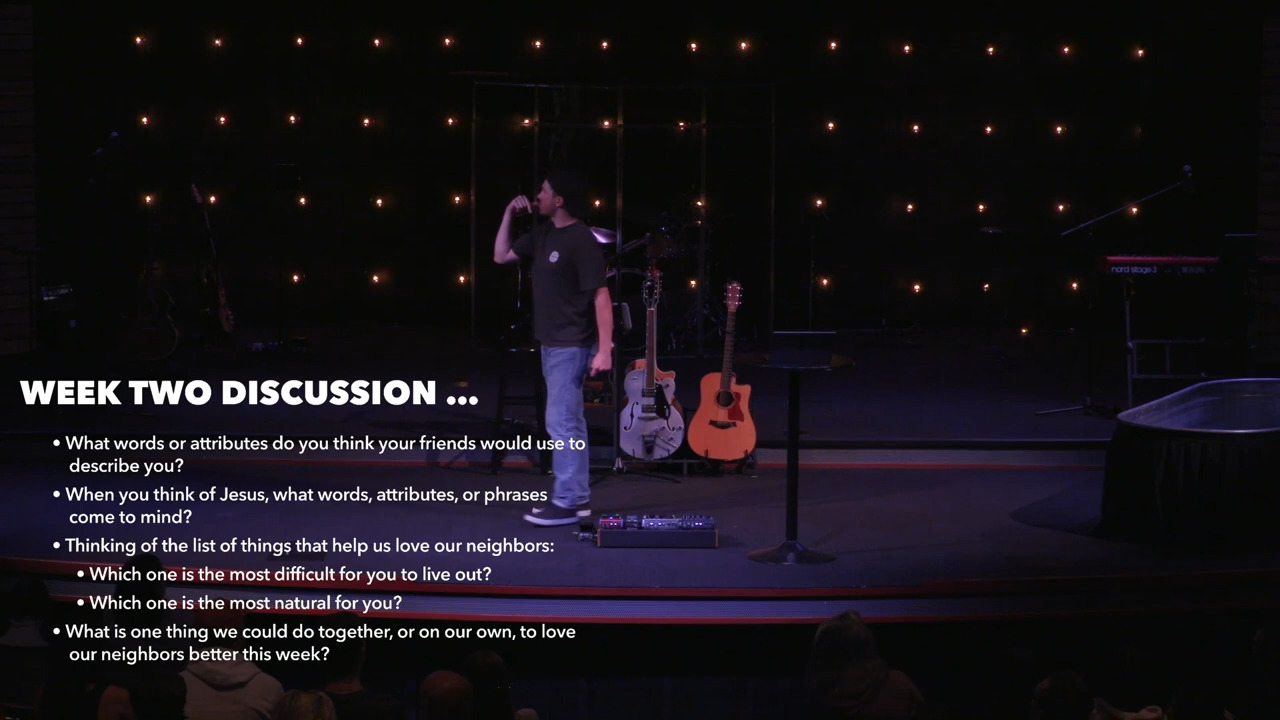 WEEK TWO DISCUSSION ...
• What words or attributes do you think your friends would use to
describe you?
• When you think of Jesus, what words, attributes, or phrases
come to mind?
• Thinking of the list of things that help us love our neighbors:
• Which one is the most difficult for you to live out?
• Which one is the most natural for you?
• What is one thing we could do together, or on our own, to love
our neighbors better this week?
nord stage 3